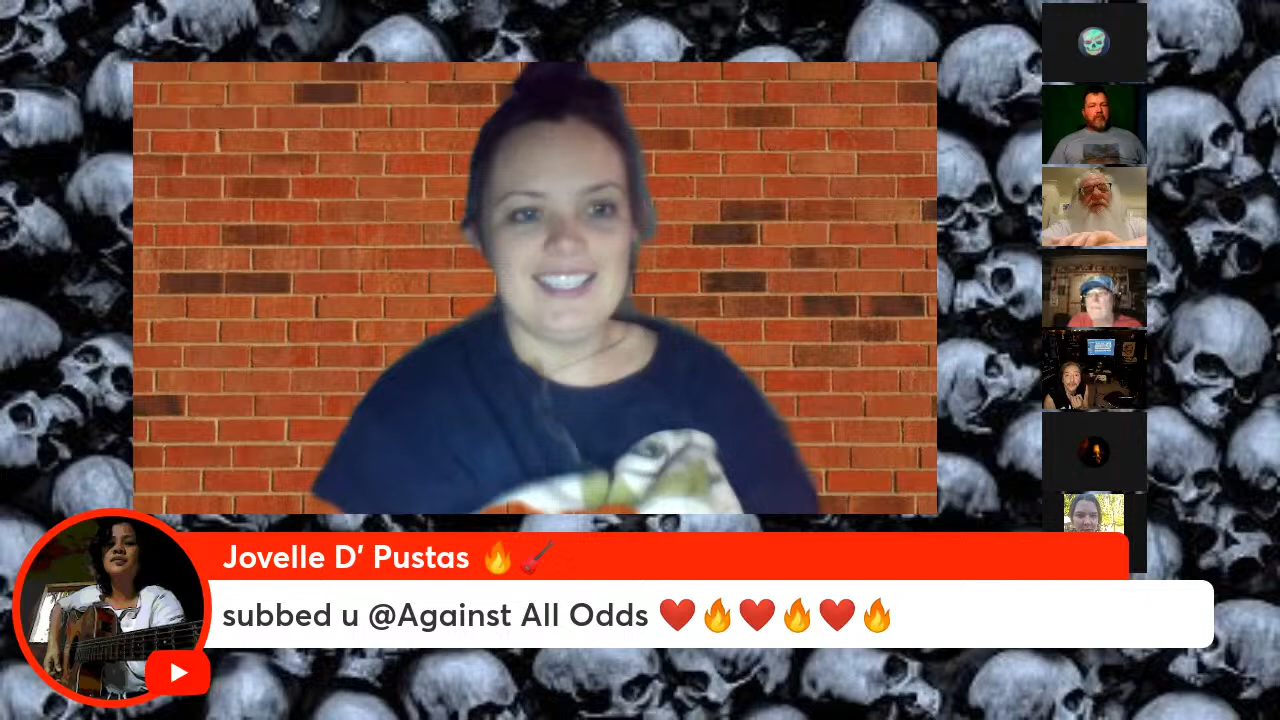 Jovelle D' Pustas 🔥🎸
subbed u @Against All Odds ❤️🔥❤️🔥❤️🔥